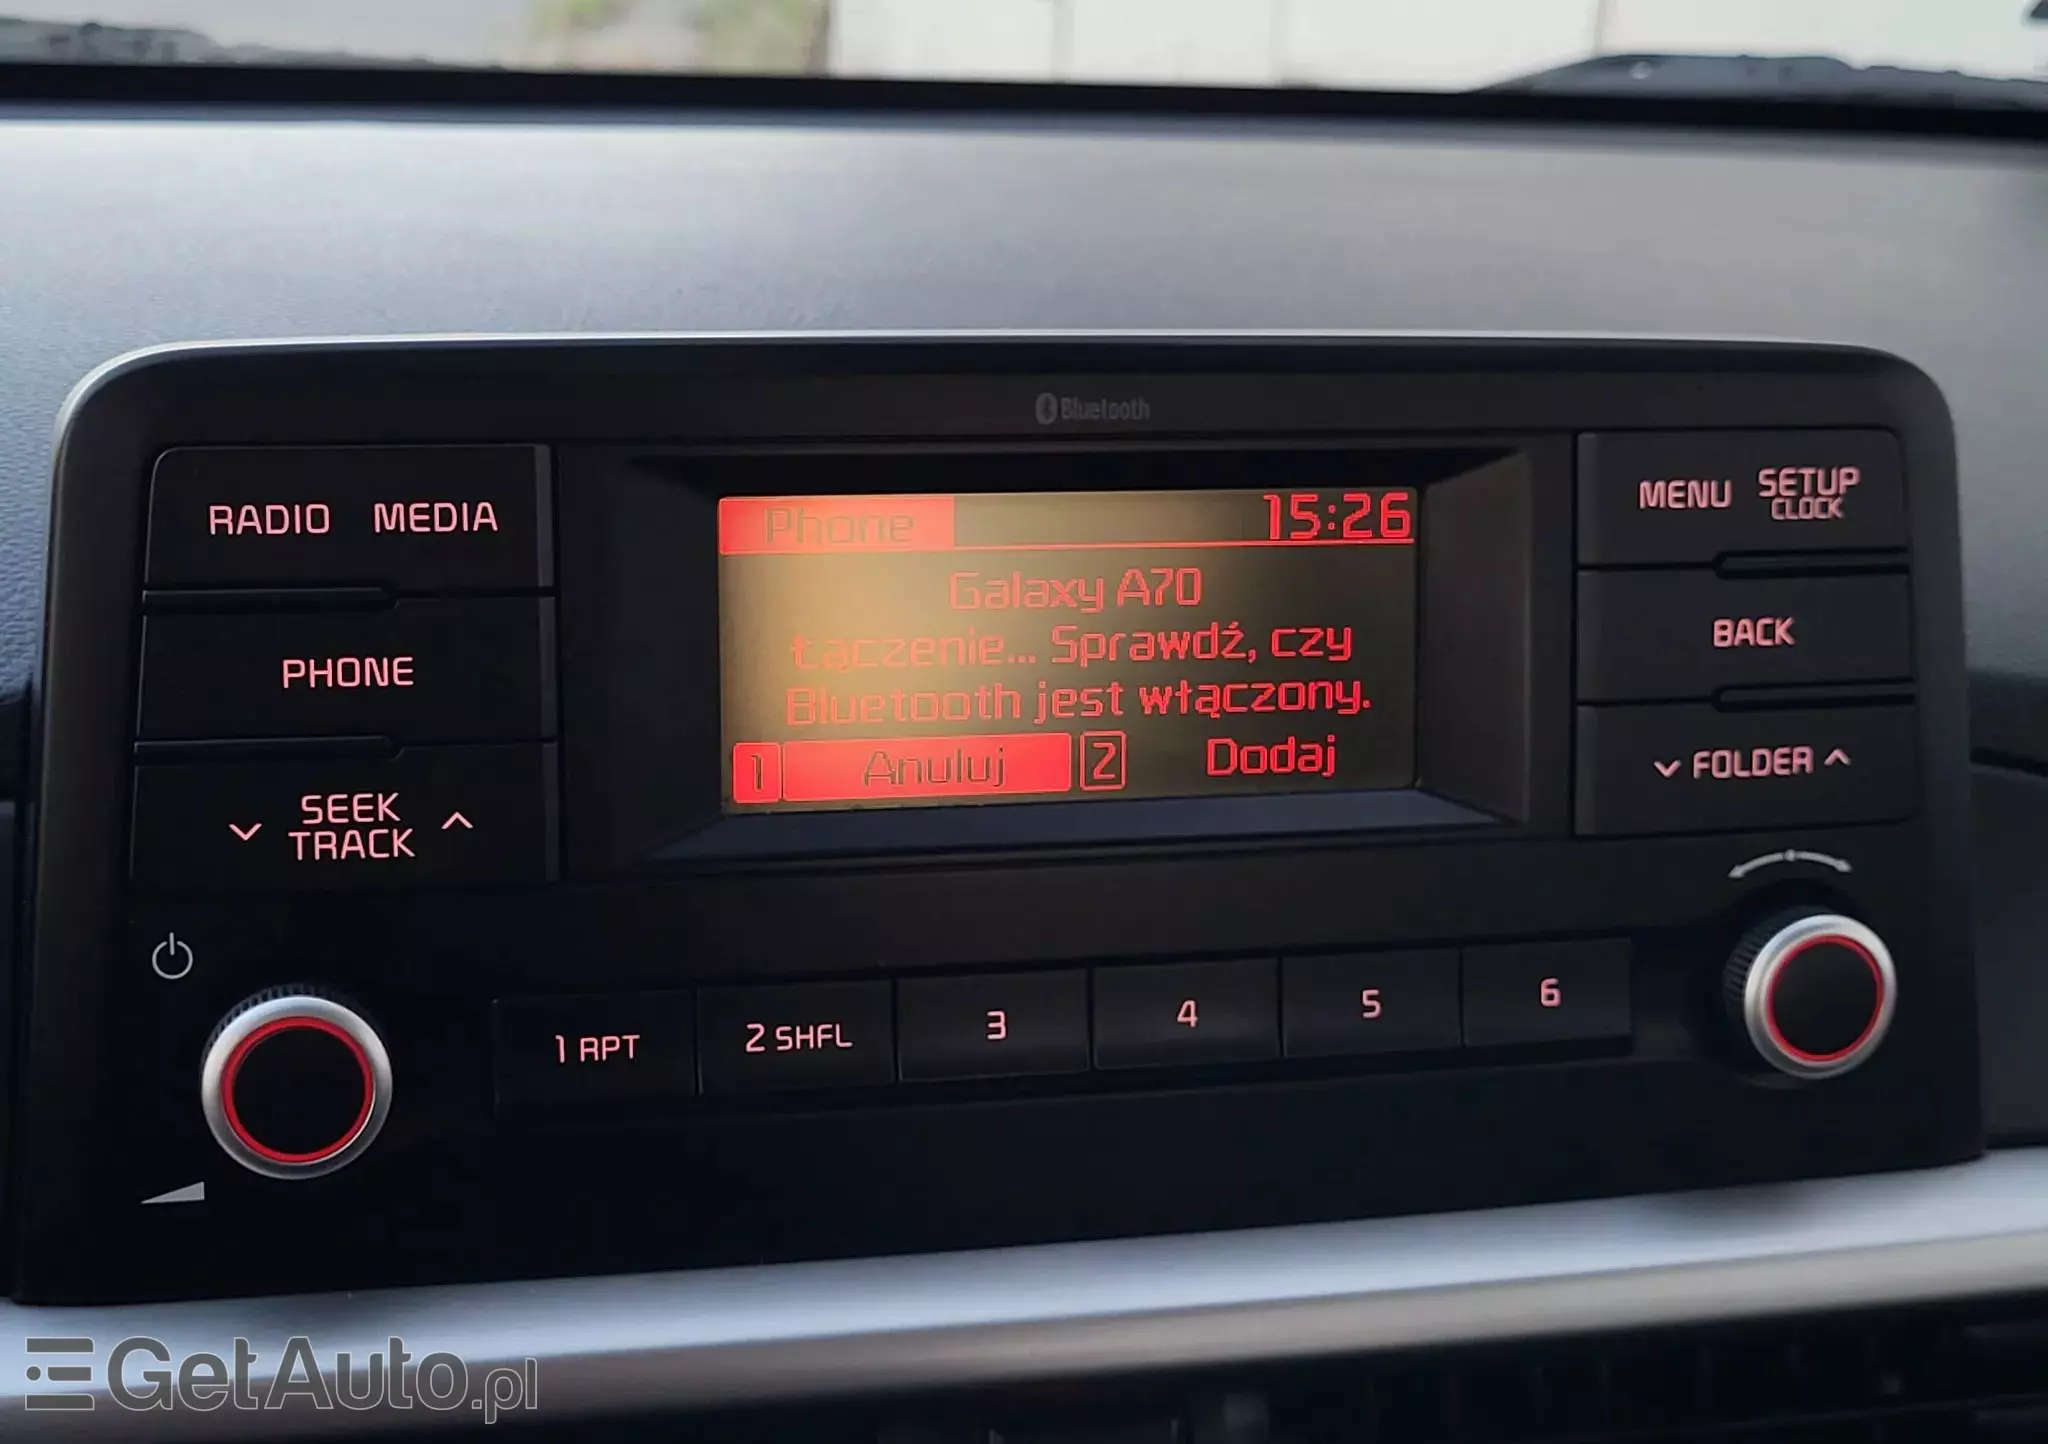 Bluetooth
RADIO MEDIA
PHONE
SEEK
TRACK
Phone 15:26
Galaxy A70
Łączenie... Sprawdź, czy
Bluetooth jest włączony.
1 Anuluj 2 Dodaj
MENU SETUP
CLOCK
BACK
FOLDER
1 RPT 2 SHFL 3 4 5 6
GetAuto.pl